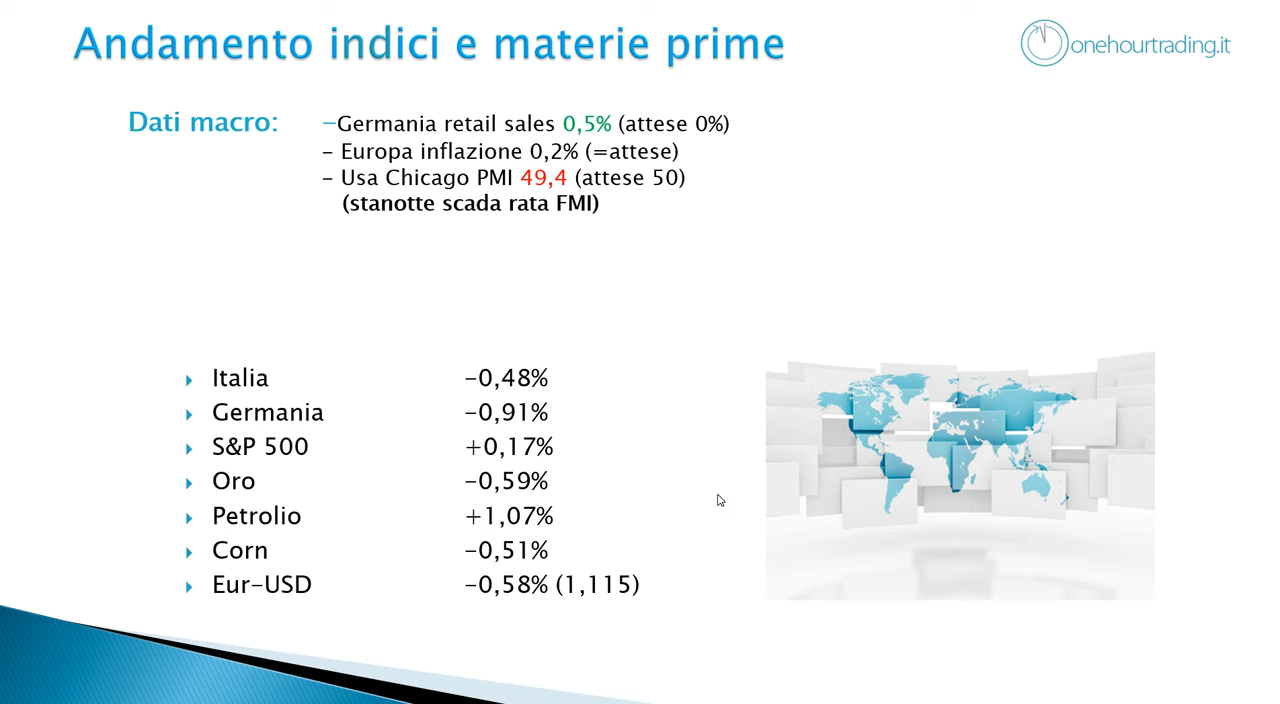 Andamento indici e materie prime
onehourtrading.it
Dati macro:
–Germania retail sales 0,5% (attese 0%)
– Europa inflazione 0,2% (=attese)
– Usa Chicago PMI 49,4 (attese 50)
(stanotte scada rata FMI)
Italia -0,48%
Germania -0,91%
S&P 500 +0,17%
Oro -0,59%
Petrolio +1,07%
Corn -0,51%
Eur-USD -0,58% (1,115)